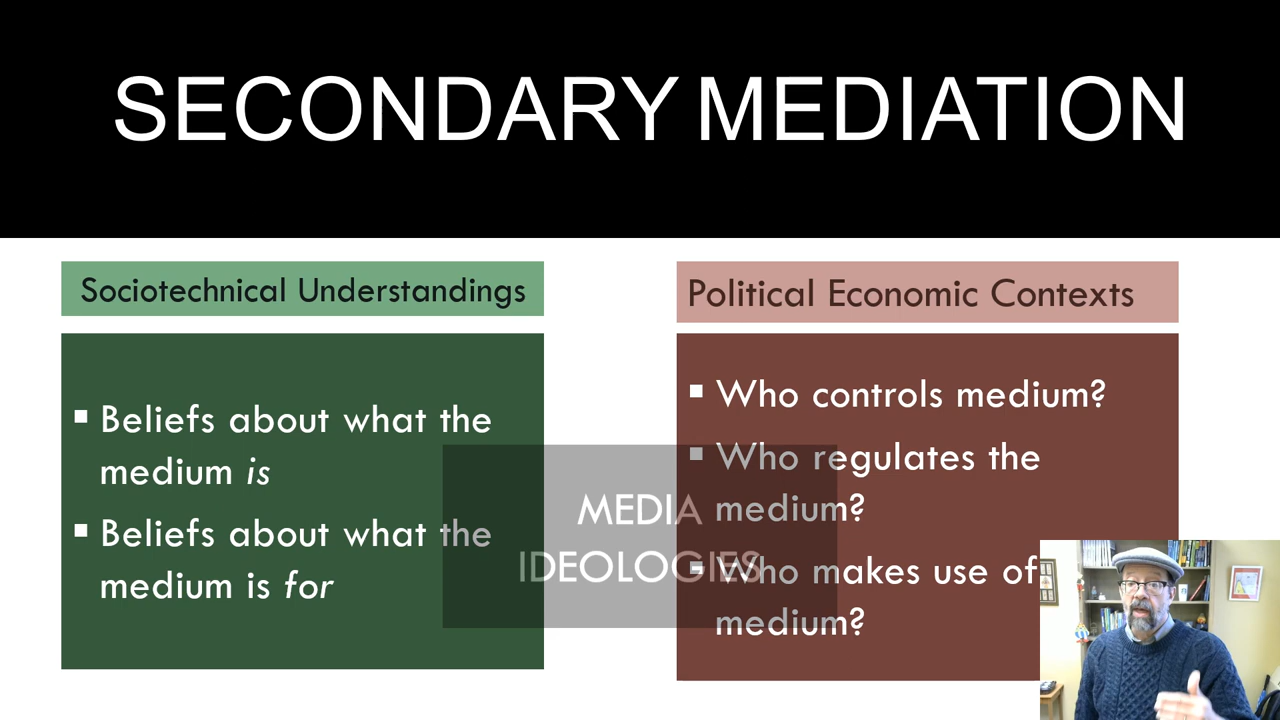 SECONDARY MEDIATION
Sociotechnical Understandings
▪ Beliefs about what the
medium is
▪ Beliefs about what the
medium is for
Political Economic Contexts
▪ Who controls medium?
▪ Who regulates the
medium?
▪ Who makes use of
medium?
MEDIA
IDEOLOGIES